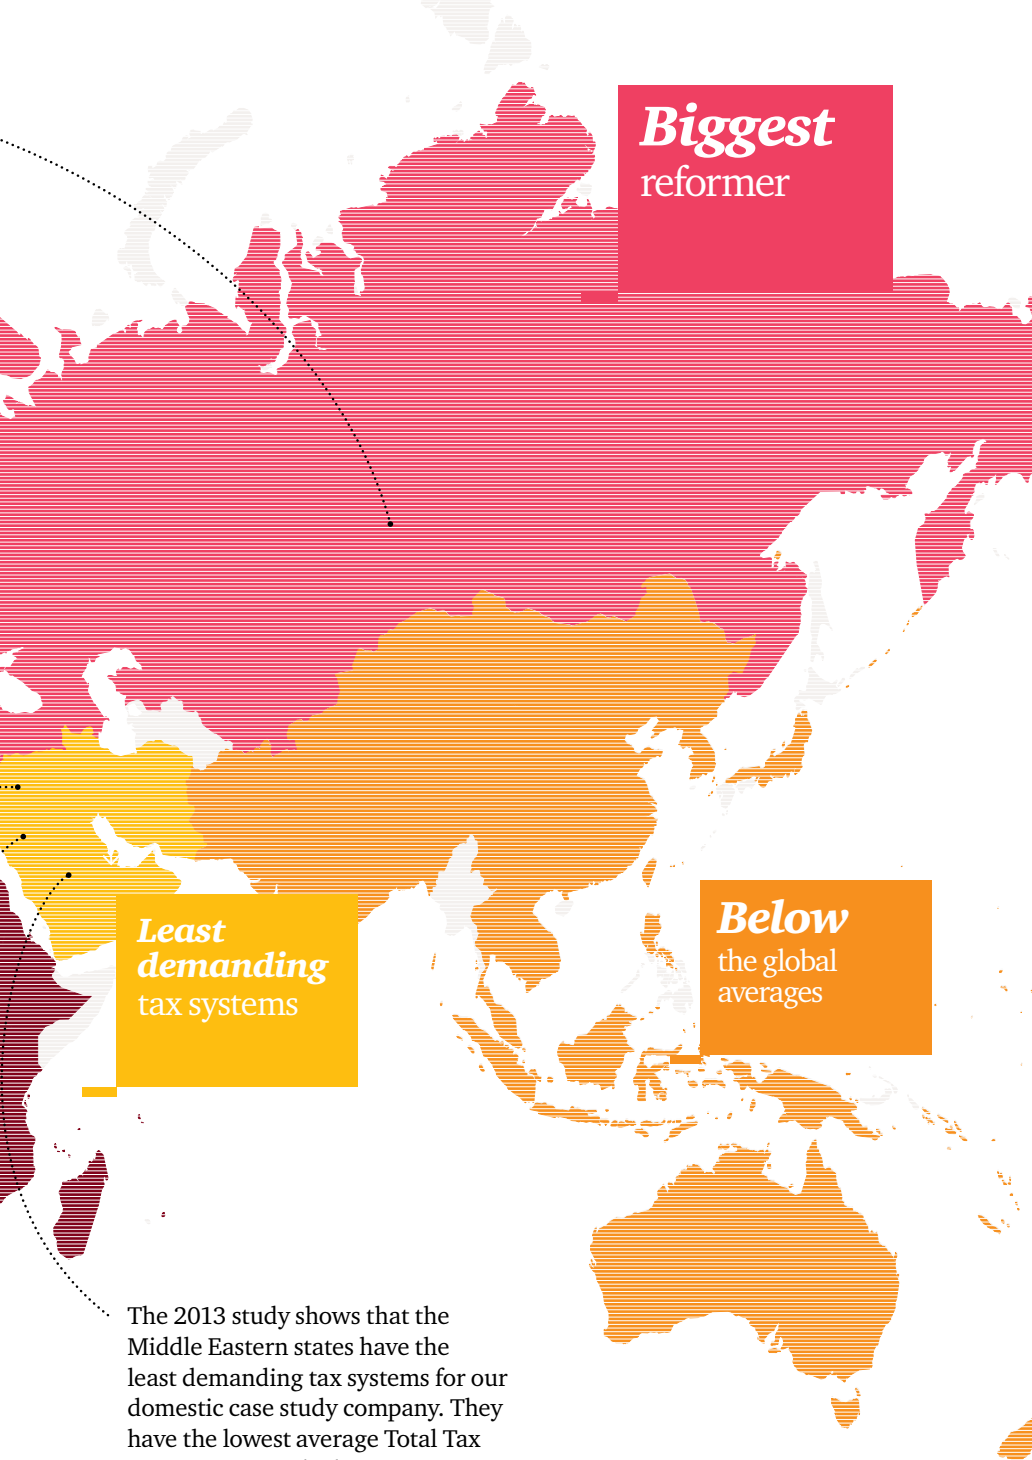 Biggest
reformer
Least
demanding
tax systems
Below
the global
averages
The 2013 study shows that the
Middle Eastern states have the
least demanding tax systems for our
domestic case study company. They
have the lowest average Total Tax